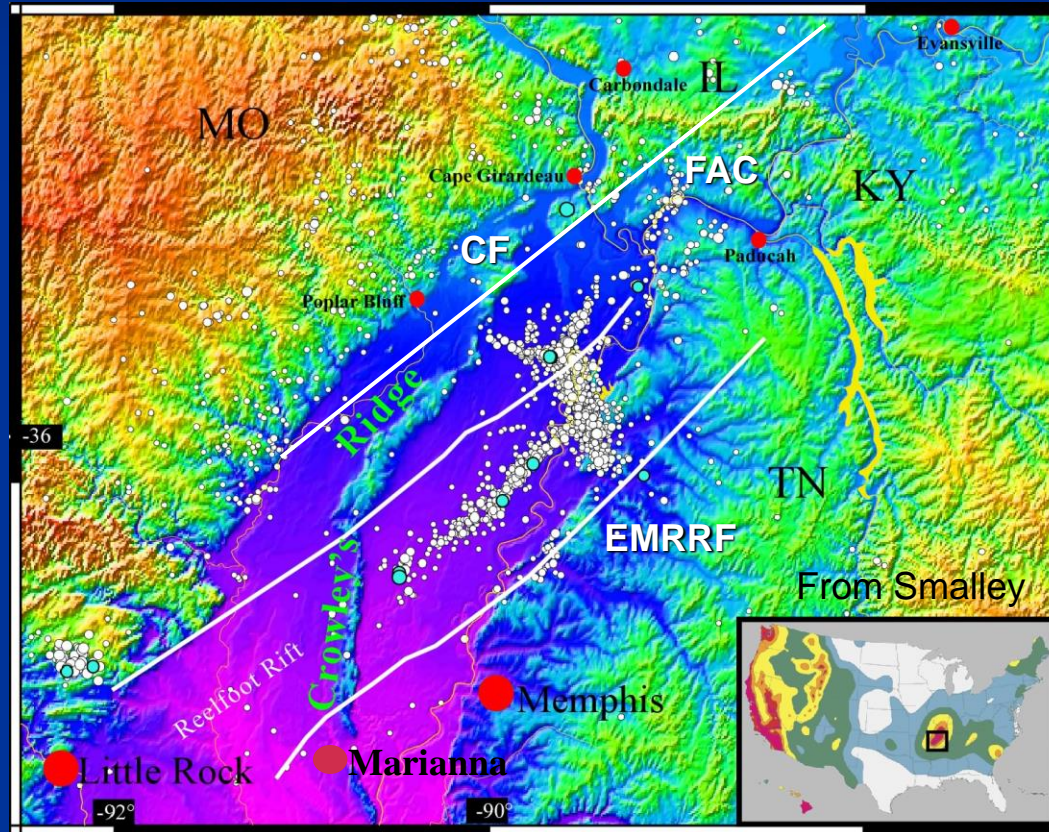 Evansville
Carbondale
IL
MO
Cape Girardeau
FAC
KY
CF
Paducah
Poplar Bluff
Ridge
-36
TN
EMRRF
Crowley's
From Smalley
Reelfoot Rift
Memphis
Marianna
Little Rock
-92°
-90°